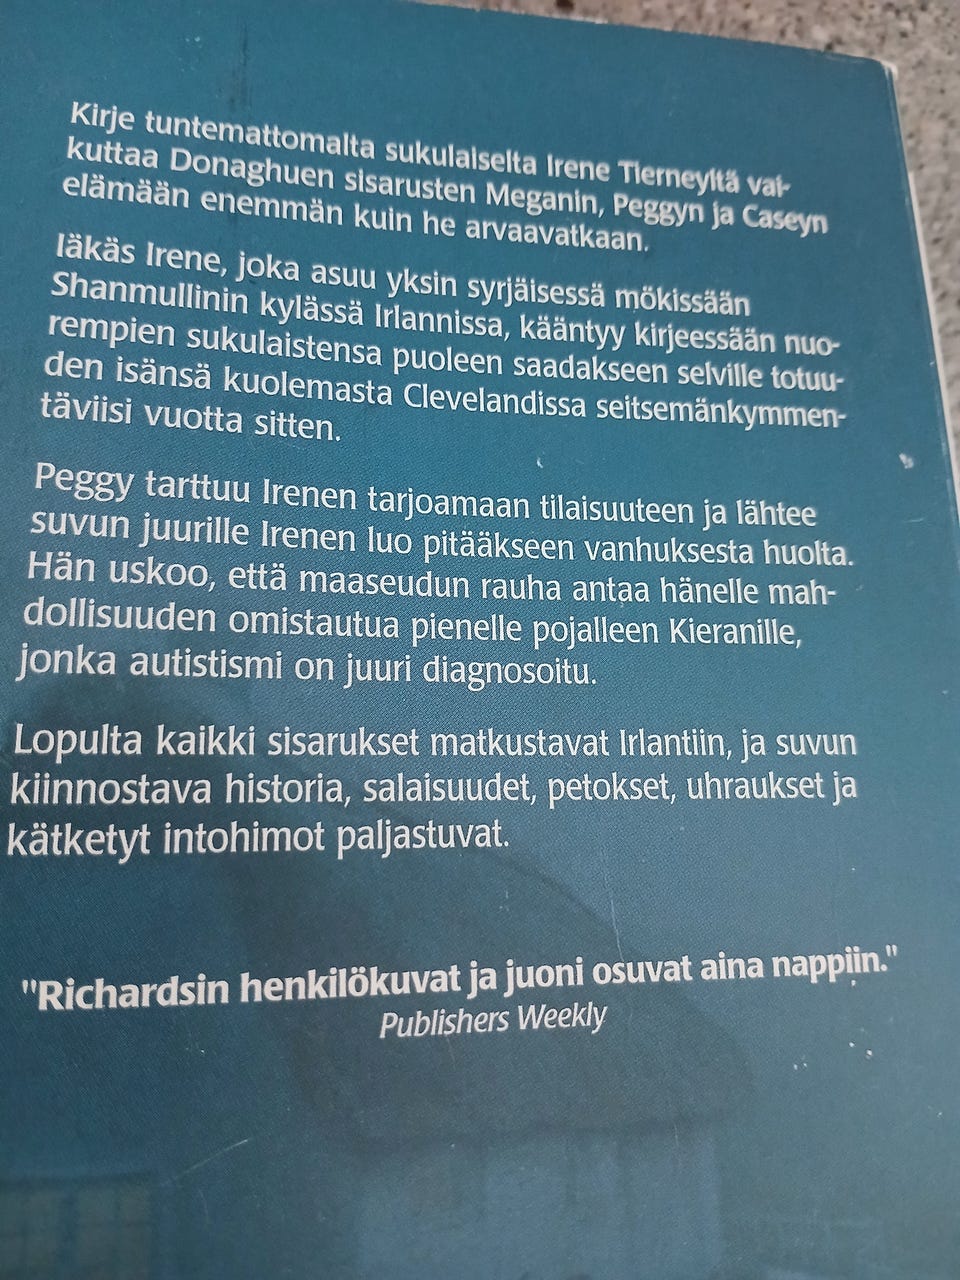 Kirje tuntemattomalta sukulaiselta Irene Tierneyltä vai-
kuttaa Donaghuen sisarusten Meganin, Peggyn ja Caseyn
elämään enemmän kuin he arvaavatkaan.
Iäkäs Irene, joka asuu yksin syrjäisessä mökissään
Shanmullinin kylässä Irlannissa, kääntyy kirjeessään nuo-
rempien sukulaistensa puoleen saadakseen selville totuu-
den isänsä kuolemasta Clevelandissa seitsemänkymmen-
täviisi vuotta sitten.
Peggy tarttuu Irenen tarjoamaan tilaisuuteen ja lähtee
suvun juurille Irenen luo pitääkseen vanhuksesta huolta.
Hän uskoo, että maaseudun rauha antaa hänelle mah-
dollisuuden omistautua pienelle pojalleen Kieranille,
jonka autistismi on juuri diagnosoitu.
Lopulta kaikki sisarukset matkustavat Irlantiin, ja suvun
kiinnostava historia, salaisuudet, petokset, uhraukset ja
kätketyt intohimot paljastuvat.
"Richardsin henkilökuvat ja juoni osuvat aina nappiin."
Publishers Weekly